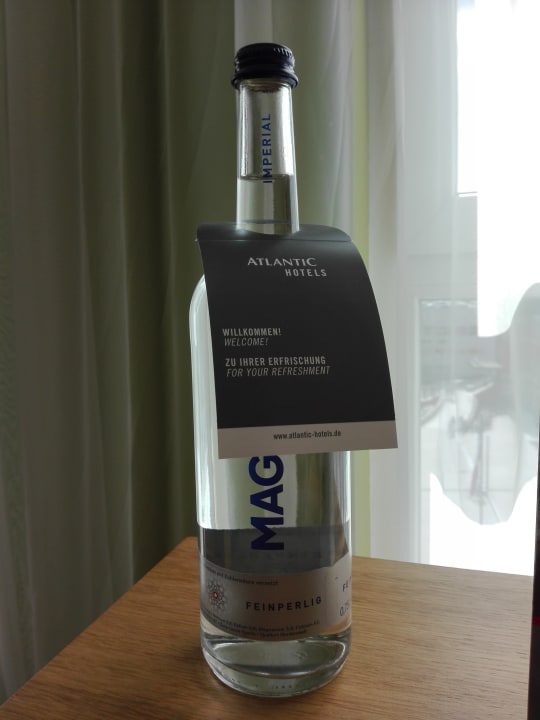 IMPERIAL
ATLANTIC
HOTELS
WILLKOMMEN!
WELCOME!
ZU IHRER ERFRISCHUNG
FOR YOUR REFRESHMENT
www.atlantic-hotels.de
MAG
FEINPERLIG